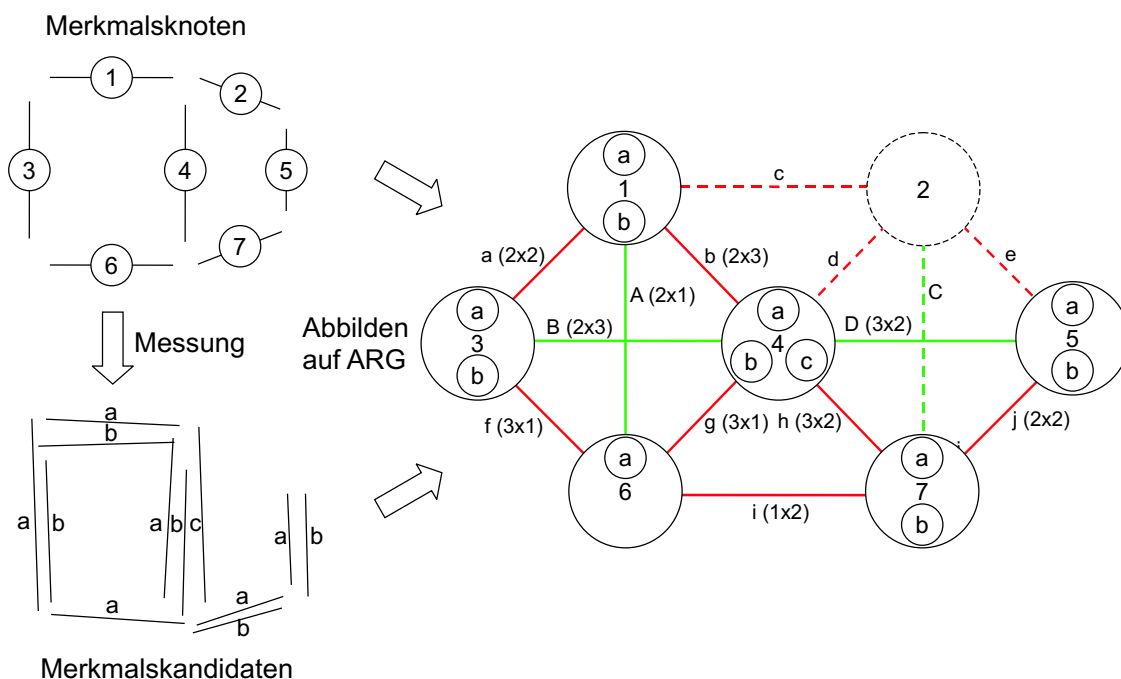 Merkmalsknoten
1
2
3
4
5
6
7
Messung
a
b
a
b
a
b
c
a
b
a
a
b
Merkmalskandidaten
Abbilden
auf ARG
a
1
b
c
2
a (2x2)
b (2x3)
d
e
A (2x1)
C
a
3
b
B (2x3)
a
4
b
c
D (3x2)
a
5
b
f (3x1)
g (3x1)
h (3x2)
j (2x2)
a
6
i (1x2)
a
7
b